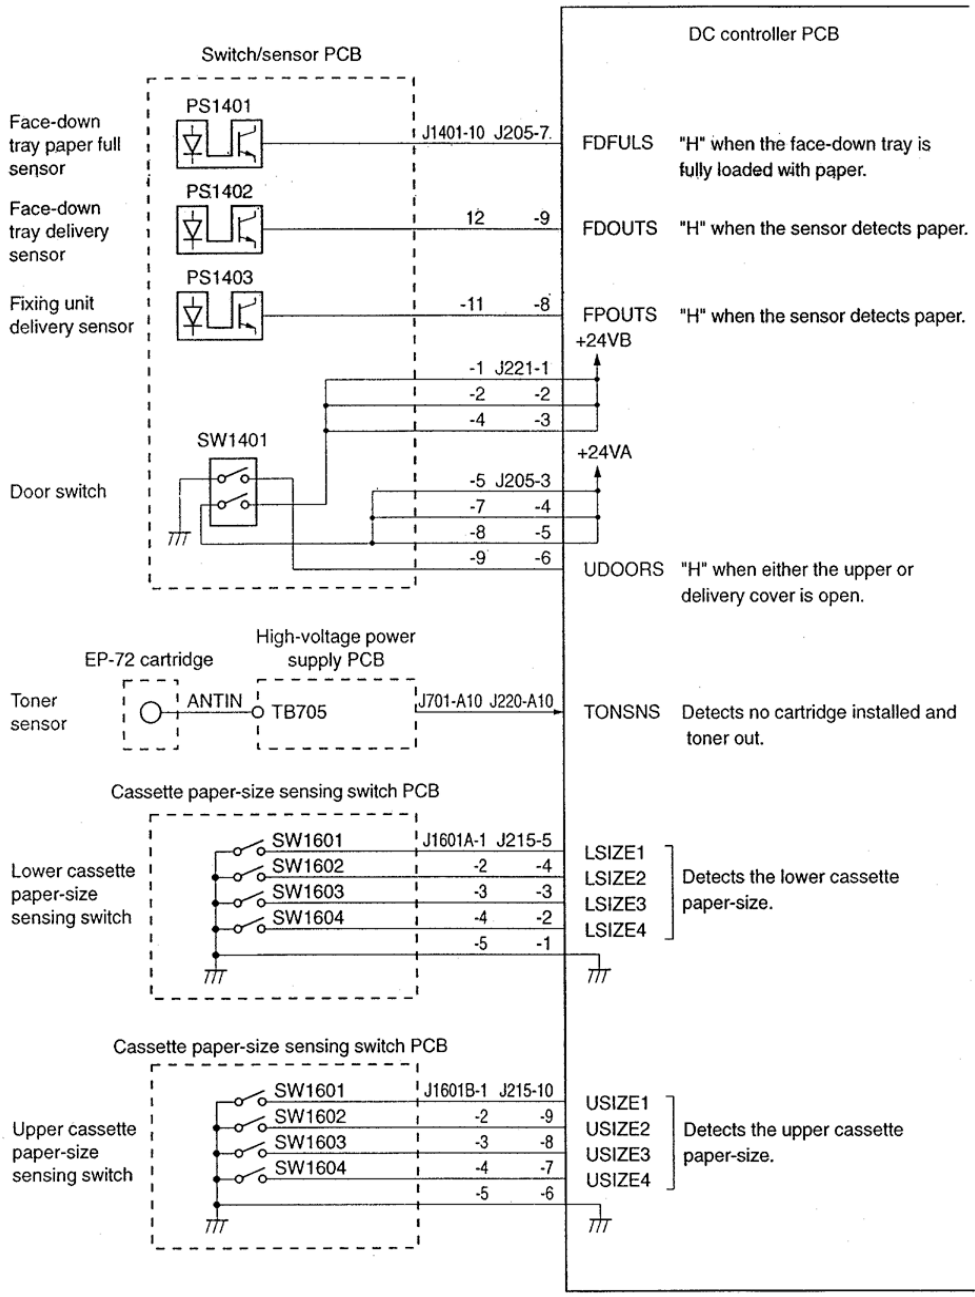 DC controller PCB
Switch/sensor PCB
Face-down
tray paper full
sensor
PS1401
J1401-10 J205-7
FDFULS "H" when the face-down tray is
fully loaded with paper.
Face-down
tray delivery
sensor
PS1402
12 -9
FDOUTS "H" when the sensor detects paper.
Fixing unit
delivery sensor
PS1403
-11 -8
FPOUTS "H" when the sensor detects paper.
+24VB
-1 J221-1
-2 -2
-4 -3
SW1401
+24VA
Door switch
-5 J205-3
-7 -4
-8 -5
-9 -6
UDOORS "H" when either the upper or
delivery cover is open.
High-voltage power
supply PCB
EP-72 cartridge
Toner
sensor
ANTIN
TB705
J701-A10 J220-A10
TONSNS Detects no cartridge installed and
toner out.
Cassette paper-size sensing switch PCB
Lower cassette
paper-size
sensing switch
SW1601 J1601A-1 J215-5 LSIZE1
SW1602 -2 -4 LSIZE2
SW1603 -3 -3 LSIZE3
SW1604 -4 -2 LSIZE4
-5 -1
Detects the lower cassette
paper-size.
Cassette paper-size sensing switch PCB
Upper cassette
paper-size
sensing switch
SW1601 J1601B-1 J215-10 USIZE1
SW1602 -2 -9 USIZE2
SW1603 -3 -8 USIZE3
SW1604 -4 -7 USIZE4
-5 -6
Detects the upper cassette
paper-size.